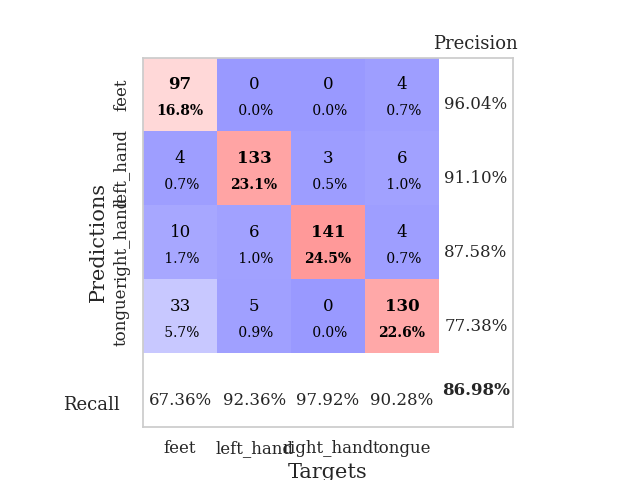 Precision
feet 97 0 0 4 96.04%
16.8% 0.0% 0.0% 0.7%
left_hand 4 133 3 6 91.10%
0.7% 23.1% 0.5% 1.0%
right_hand 10 6 141 4 87.58%
1.7% 1.0% 24.5% 0.7%
tongue 33 5 0 130 77.38%
5.7% 0.9% 0.0% 22.6%
Predictions
Recall 67.36% 92.36% 97.92% 90.28% 86.98%
feet left_hand right_hand tongue
Targets